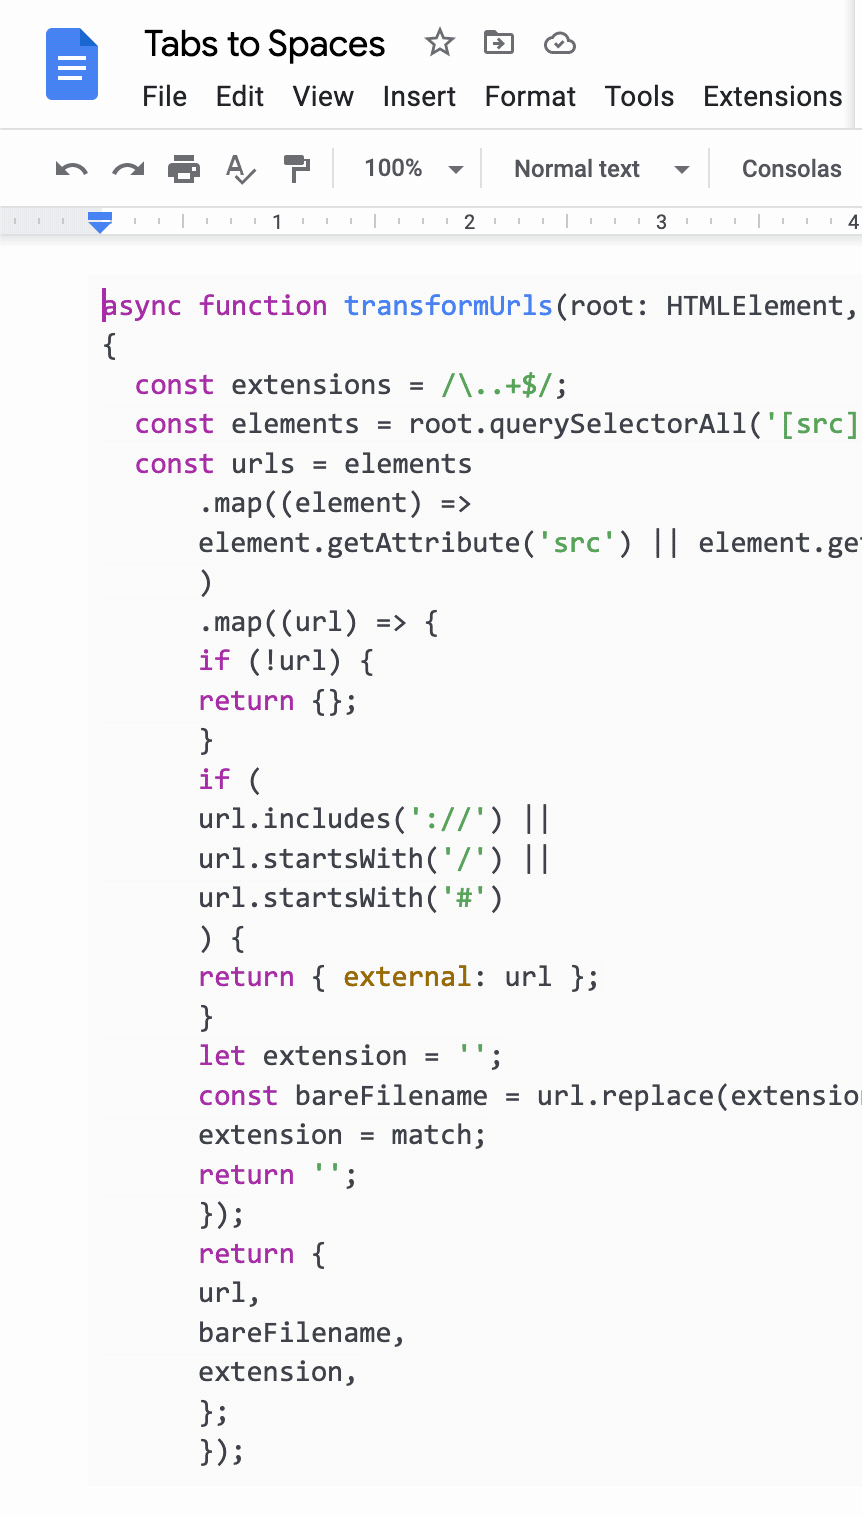 Tabs to Spaces
File Edit View Insert Format Tools Extensions
100% Normal text Consolas
1 2 3 4
async function transformUrls(root: HTMLElement,
{
const extensions = /\..+$/;
const elements = root.querySelectorAll('[src]
const urls = elements
.map((element) =>
element.getAttribute('src') || element.get
)
.map((url) => {
if (!url) {
return {};
}
if (
url.includes('://') ||
url.startsWith('/') ||
url.startsWith('#')
) {
return { external: url };
}
let extension = '';
const bareFilename = url.replace(extension
extension = match;
return '';
});
return {
url,
bareFilename,
extension,
};
});